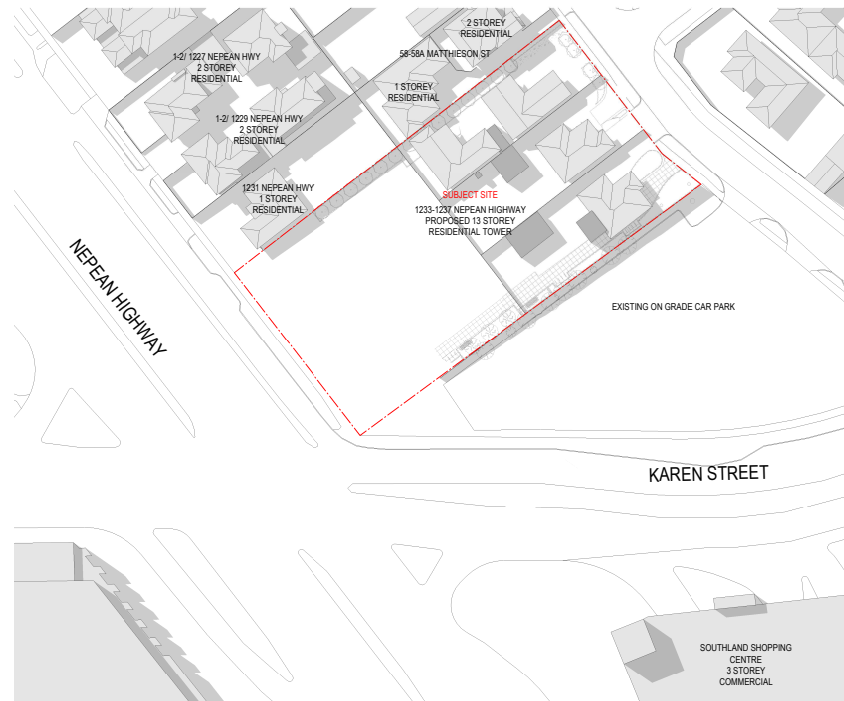 2 STOREY
RESIDENTIAL
58-58A MATTHIESON ST
1-2/ 1227 NEPEAN HWY
2 STOREY
RESIDENTIAL
1 STOREY
RESIDENTIAL
1-2/ 1229 NEPEAN HWY
2 STOREY
RESIDENTIAL
1231 NEPEAN HWY
1 STOREY
RESIDENTIAL
SUBJECT SITE
1233-1237 NEPEAN HIGHWAY
PROPOSED 13 STOREY
RESIDENTIAL TOWER
NEPEAN HIGHWAY
EXISTING ON GRADE CAR PARK
KAREN STREET
SOUTHLAND SHOPPING
CENTRE
3 STOREY
COMMERCIAL